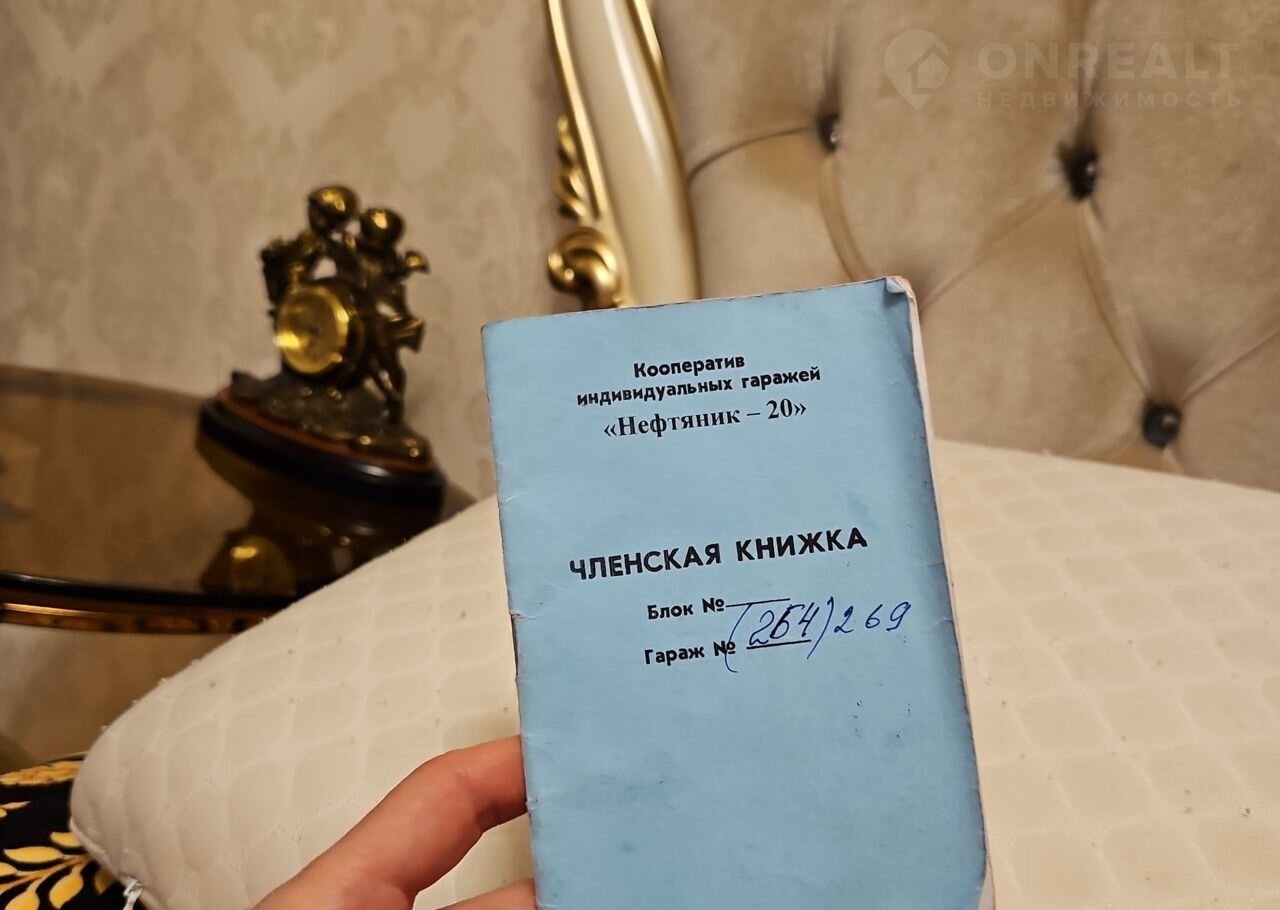 ONREALT
НЕДВИЖИМОСТЬ
Кооператив
индивидуальных гаражей
«Нефтяник – 20»
ЧЛЕНСКАЯ КНИЖКА
Блок №
Гараж № (264) 269